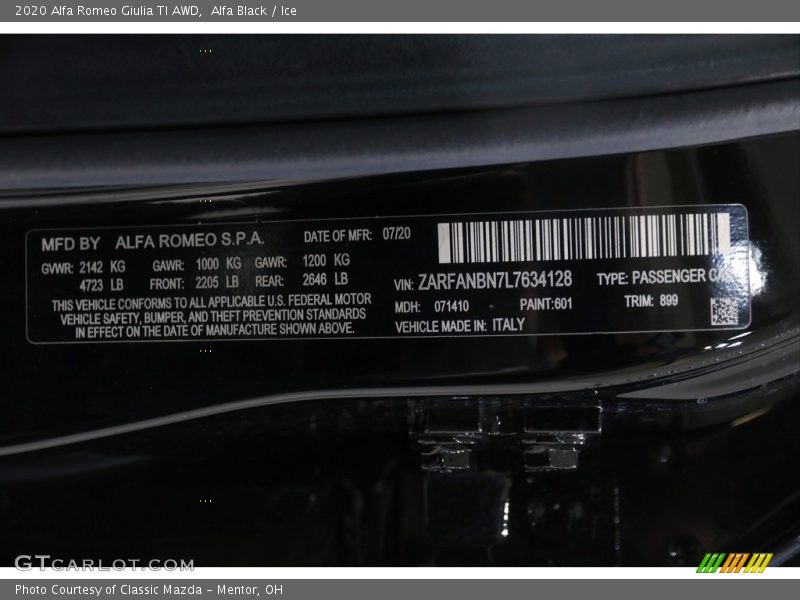 2020 Alfa Romeo Giulia TI AWD,  Alfa Black / Ice
MFD BY  ALFA ROMEO S.P.A.  DATE OF MFR:  07/20
GVWR: 2142 KG  GAWR: 1000 KG  GAWR: 1200 KG
4723 LB  FRONT: 2205 LB  REAR: 2646 LB
THIS VEHICLE CONFORMS TO ALL APPLICABLE U.S. FEDERAL MOTOR
VEHICLE SAFETY, BUMPER, AND THEFT PREVENTION STANDARDS
IN EFFECT ON THE DATE OF MANUFACTURE SHOWN ABOVE.
VIN: ZARFANBN7L7634128  TYPE: PASSENGER CAR
MDH: 071410  PAINT:601  TRIM: 899
VEHICLE MADE IN: ITALY
GTCARLOT.COM
Photo Courtesy of Classic Mazda - Mentor, OH